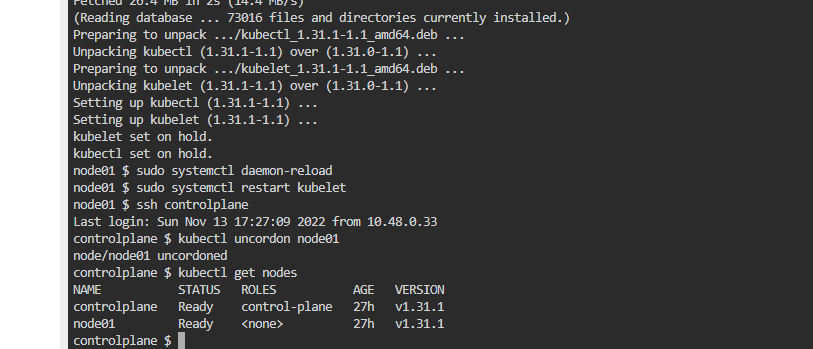 Fetched 26.4 MB in 2s (14.4 MB/s)
(Reading database ... 73016 files and directories currently installed.)
Preparing to unpack .../kubectl_1.31.1-1.1_amd64.deb ...
Unpacking kubectl (1.31.1-1.1) over (1.31.0-1.1) ...
Preparing to unpack .../kubelet_1.31.1-1.1_amd64.deb ...
Unpacking kubelet (1.31.1-1.1) over (1.31.0-1.1) ...
Setting up kubectl (1.31.1-1.1) ...
Setting up kubelet (1.31.1-1.1) ...
kubelet set on hold.
kubectl set on hold.
node01 $ sudo systemctl daemon-reload
node01 $ sudo systemctl restart kubelet
node01 $ ssh controlplane
Last login: Sun Nov 13 17:27:09 2022 from 10.48.0.33
controlplane $ kubectl uncordon node01
node/node01 uncordoned
controlplane $ kubectl get nodes
NAME STATUS ROLES AGE VERSION
controlplane Ready control-plane 27h v1.31.1
node01 Ready <none> 27h v1.31.1
controlplane $